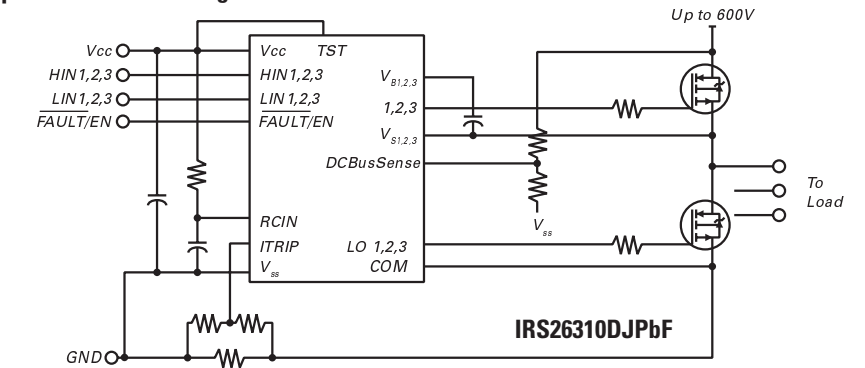 Up to 600V
Vcc
HIN1,2,3
LIN1,2,3
FAULT/EN
GND
Vcc
TST
HIN1,2,3
LIN1,2,3
FAULT/EN
RCIN
ITRIP
Vss
VB1,2,3
1,2,3
VS1,2,3
DCBusSense
LO 1,2,3
COM
Vss
To
Load
IRS26310DJPbF